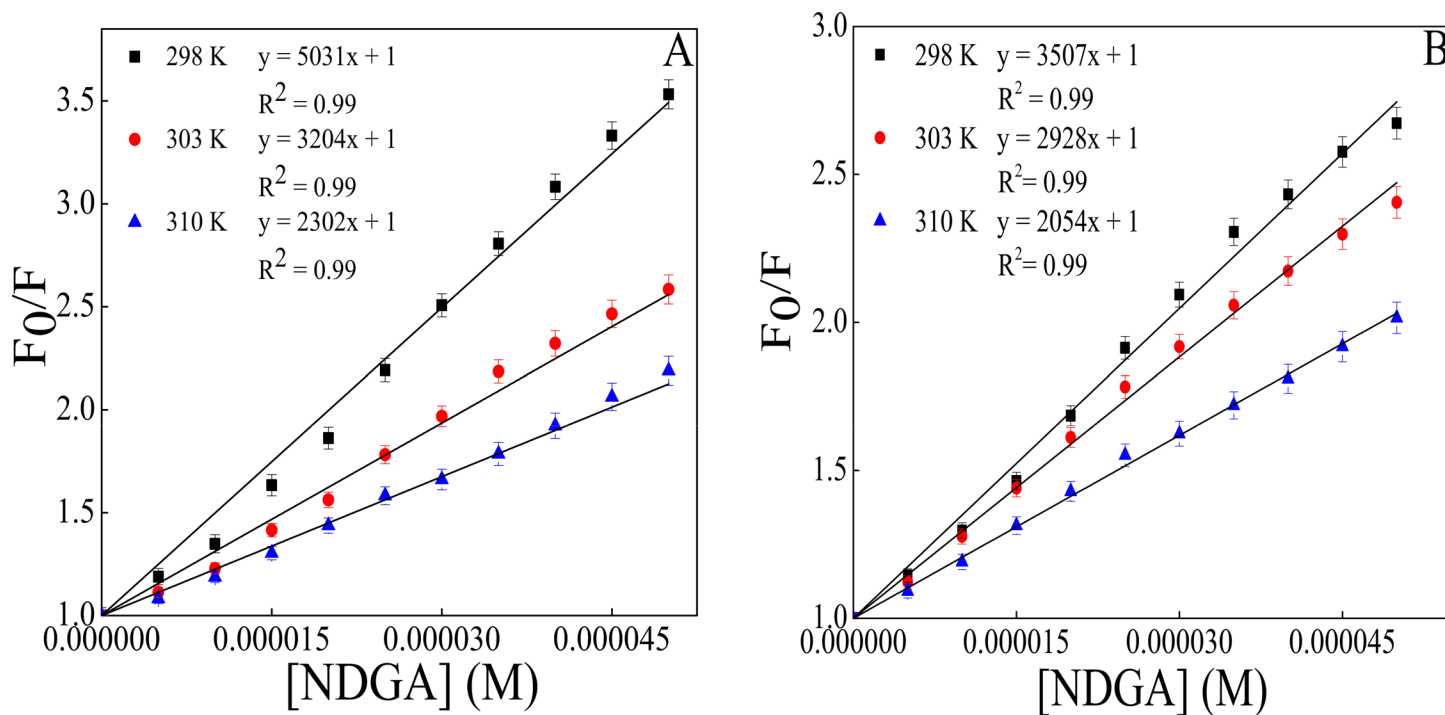 A
298 K y = 5031x + 1
R² = 0.99
303 K y = 3204x + 1
R² = 0.99
310 K y = 2302x + 1
R² = 0.99
3.5
3.0
2.5
2.0
1.5
1.0
F0/F
0.000000 0.000015 0.000030 0.000045
[NDGA] (M)
B
298 K y = 3507x + 1
R² = 0.99
303 K y = 2928x + 1
R²= 0.99
310 K y = 2054x + 1
R²= 0.99
3.0
2.5
2.0
1.5
1.0
F0/F
0.000000 0.000015 0.000030 0.000045
[NDGA] (M)